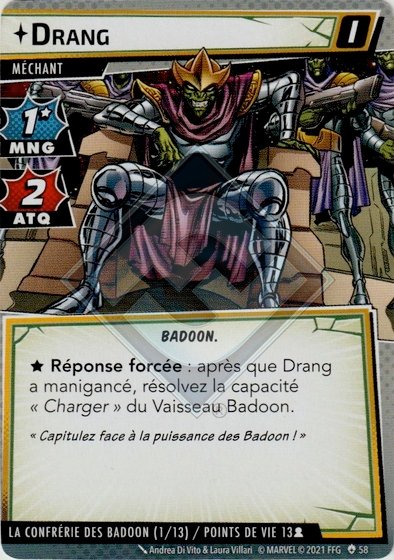 DRANG
I
MÉCHANT
1*
MNG
2
ATQ
BADOON.
★ Réponse forcée : après que Drang
a manigancé, résolvez la capacité
« Charger » du Vaisseau Badoon.
« Capitulez face à la puissance des Badoon ! »
LA CONFRÉRIE DES BADOON (1/13) / POINTS DE VIE 13
Andrea Di Vito & Laura Villari © MARVEL © 2021 FFG 58